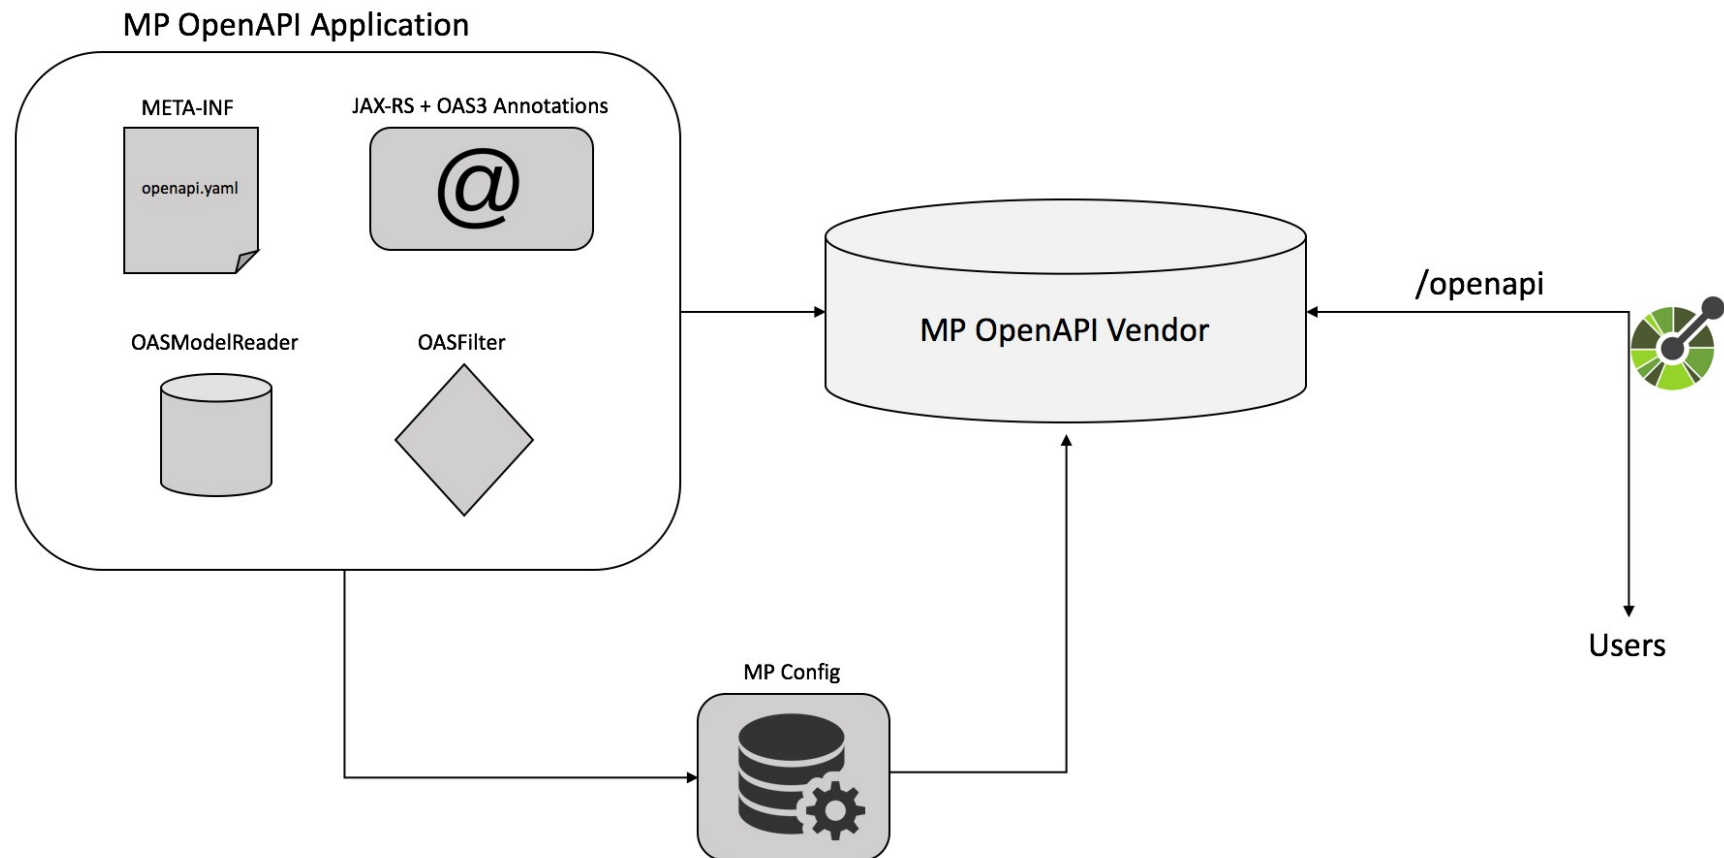 MP OpenAPI Application
META-INF
JAX-RS + OAS3 Annotations
openapi.yaml
@
OASModelReader
OASFilter
MP OpenAPI Vendor
/openapi
Users
MP Config